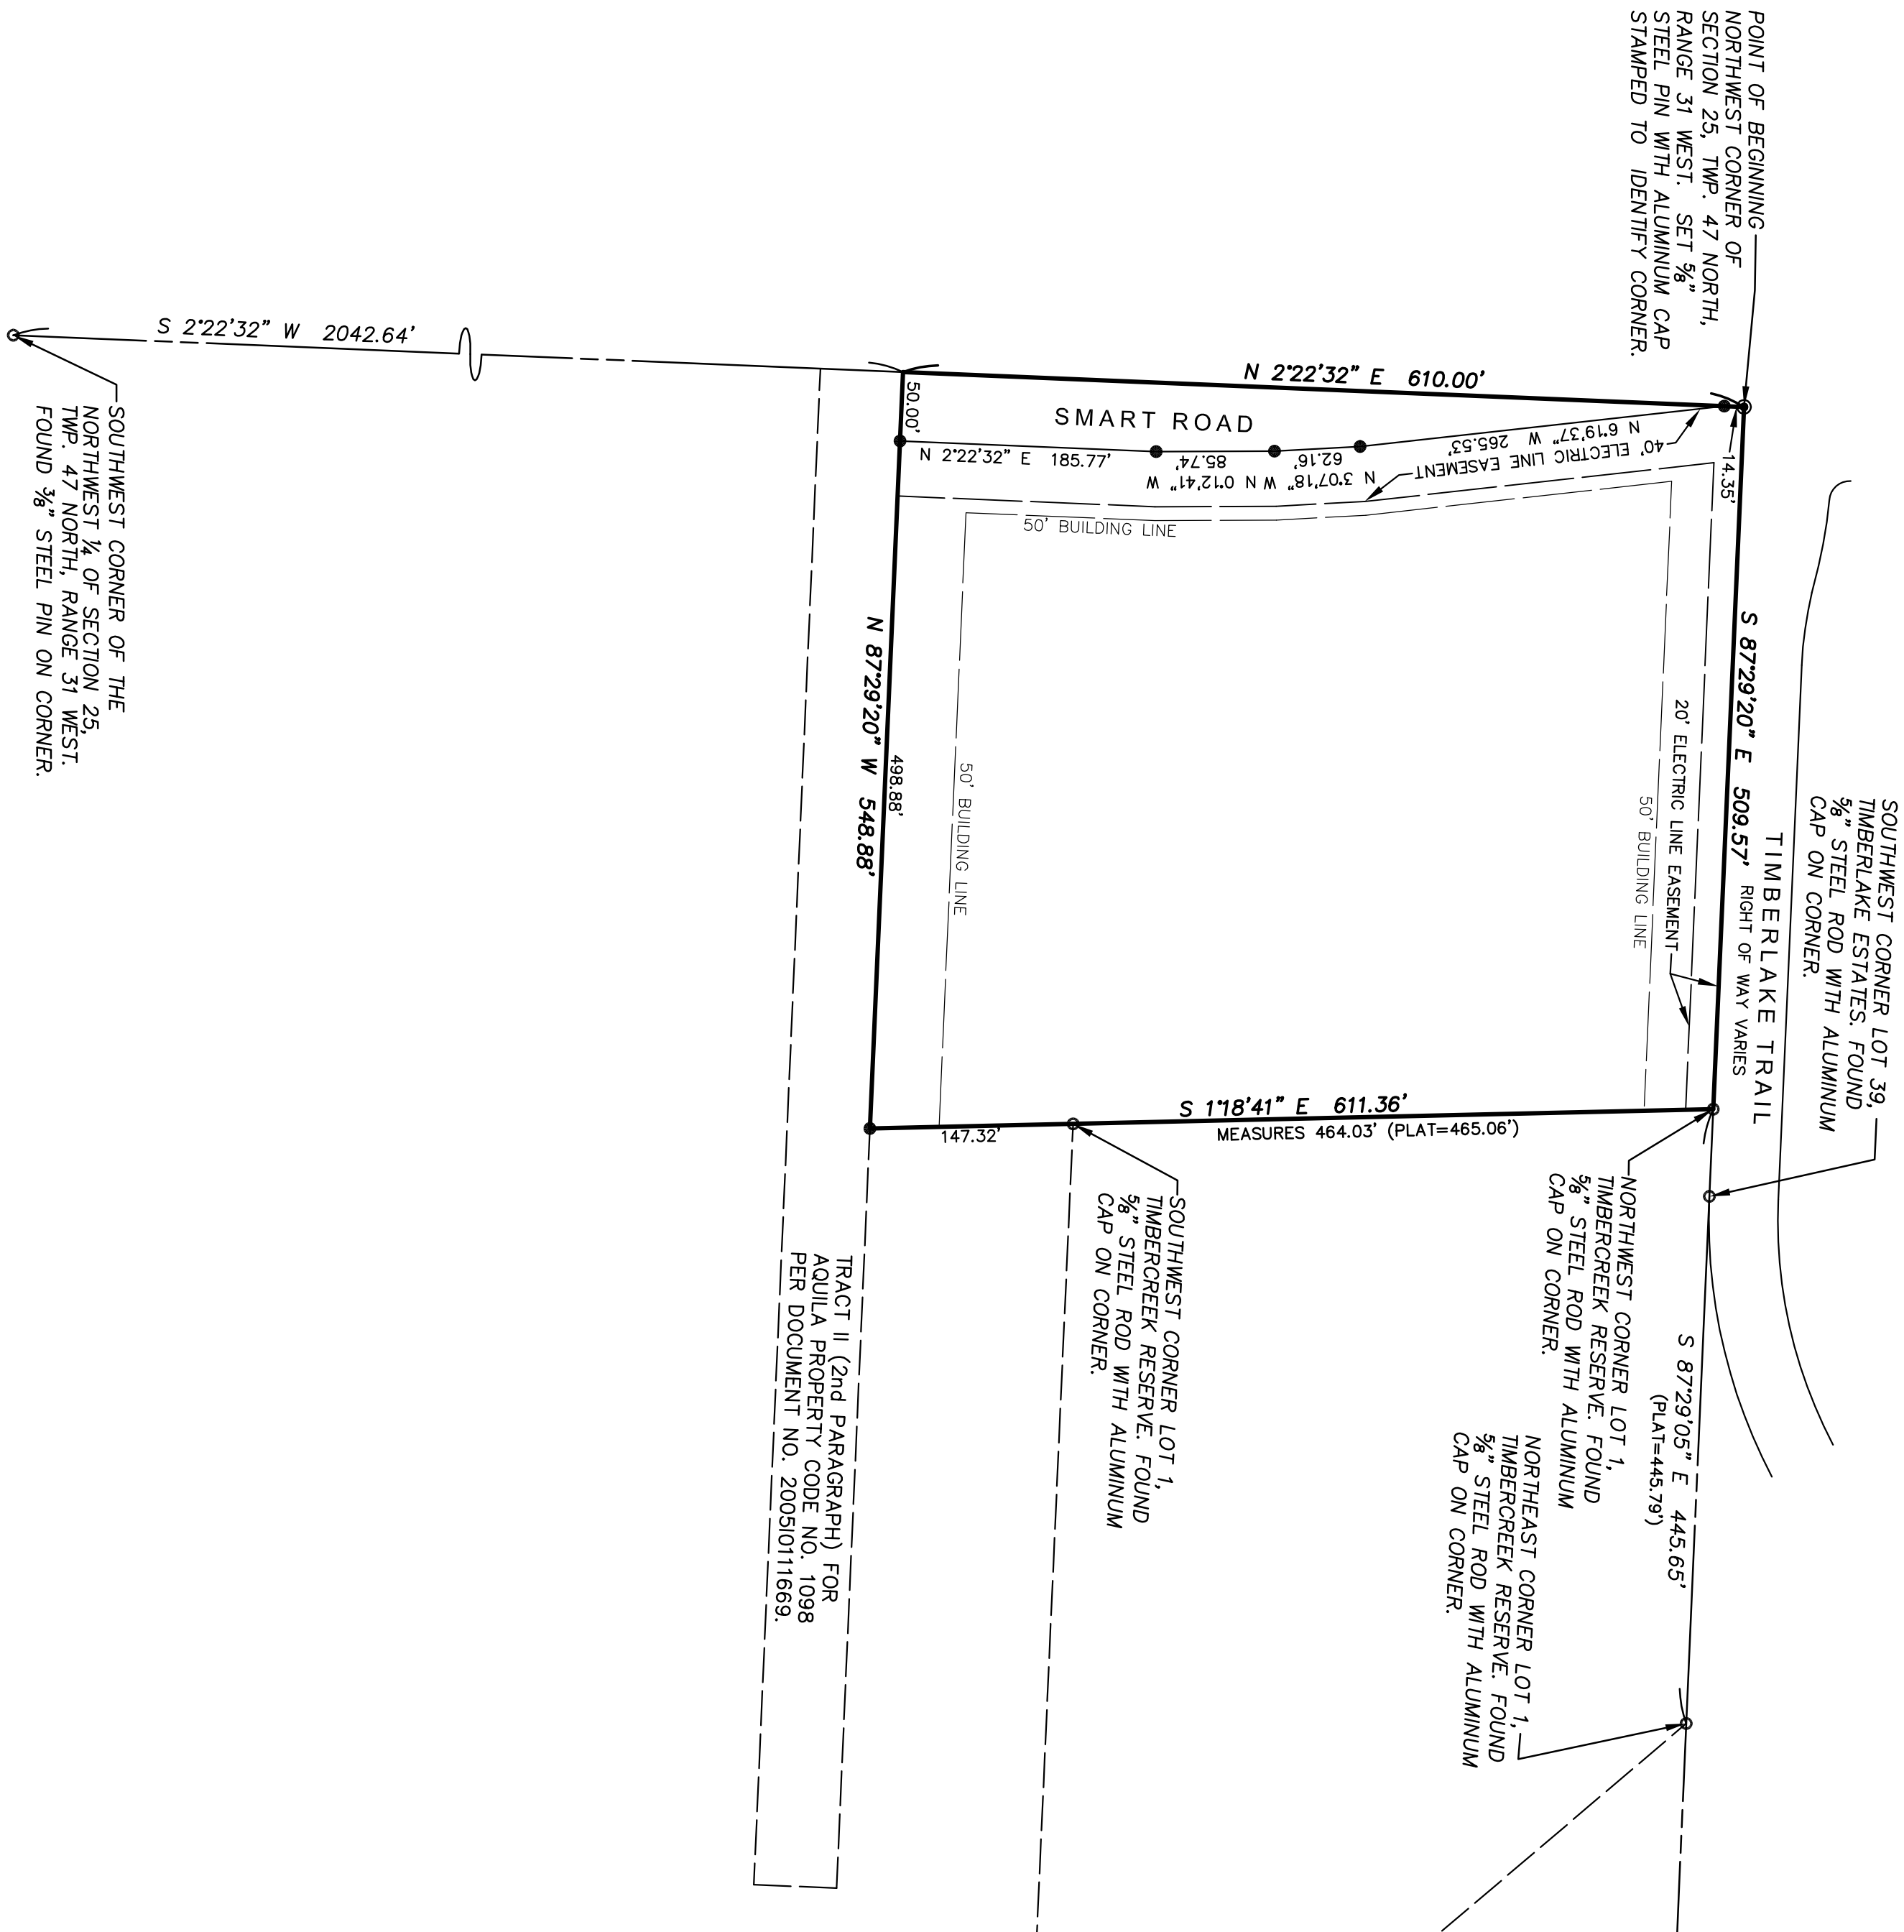 POINT OF BEGINNING
NORTHWEST CORNER OF
SECTION 25, TWP. 47 NORTH,
RANGE 31 WEST. SET 5/8"
STEEL PIN WITH ALUMINUM CAP
STAMPED TO IDENTIFY CORNER.
SOUTHWEST CORNER LOT 39,
TIMBERLAKE ESTATES. FOUND
5/8" STEEL ROD WITH ALUMINUM
CAP ON CORNER.
TIMBERLAKE TRAIL
RIGHT OF WAY VARIES
S 87°29'20" E 509.57'
14.35'
20' ELECTRIC LINE EASEMENT
50' BUILDING LINE
S 87°29'05" E 445.65'
(PLAT=445.79')
NORTHWEST CORNER LOT 1,
TIMBERCREEK RESERVE. FOUND
5/8" STEEL ROD WITH ALUMINUM
CAP ON CORNER.
NORTHEAST CORNER LOT 1,
TIMBERCREEK RESERVE. FOUND
5/8" STEEL ROD WITH ALUMINUM
CAP ON CORNER.
N 2°22'32" E 610.00'
SMART ROAD
40' ELECTRIC LINE EASEMENT
N 6°19'37" W 265.53'
N 3°07'18" W
62.16'
N 0°12'41" W
85.74'
N 2°22'32" E 185.77'
50.00'
50' BUILDING LINE
S 1°18'41" E 611.36'
MEASURES 464.03' (PLAT=465.06')
147.32'
SOUTHWEST CORNER LOT 1,
TIMBERCREEK RESERVE. FOUND
5/8" STEEL ROD WITH ALUMINUM
CAP ON CORNER.
50' BUILDING LINE
498.88'
N 87°29'20" W 548.88'
TRACT II (2nd PARAGRAPH) FOR
AQUILA PROPERTY CODE NO. 1098
PER DOCUMENT NO. 2005I0111669.
S 2°22'32" W 2042.64'
SOUTHWEST CORNER OF THE
NORTHWEST 1/4 OF SECTION 25,
TWP. 47 NORTH, RANGE 31 WEST.
FOUND 3/8" STEEL PIN ON CORNER.